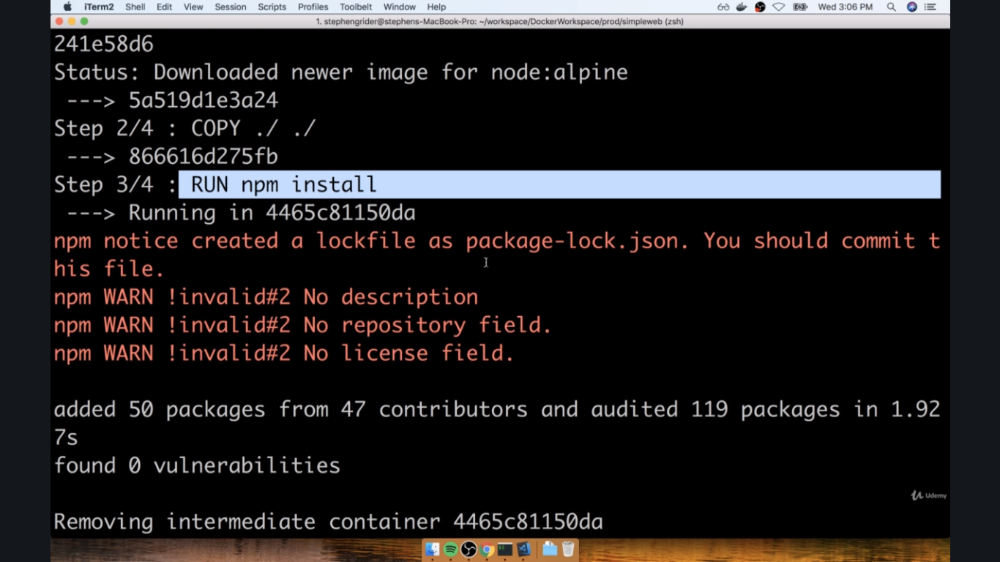 iTerm2 Shell Edit View Session Scripts Profiles Toolbelt Window Help Wed 3:06 PM
1. stephengrider@stephens-MacBook-Pro: ~/workspace/DockerWorkspace/prod/simpleweb (zsh)
241e58d6
Status: Downloaded newer image for node:alpine
---> 5a519d1e3a24
Step 2/4 : COPY ./ ./
---> 866616d275fb
Step 3/4 : RUN npm install
---> Running in 4465c81150da
npm notice created a lockfile as package-lock.json. You should commit t
his file.
npm WARN !invalid#2 No description
npm WARN !invalid#2 No repository field.
npm WARN !invalid#2 No license field.
added 50 packages from 47 contributors and audited 119 packages in 1.92
7s
found 0 vulnerabilities
Udemy
Removing intermediate container 4465c81150da